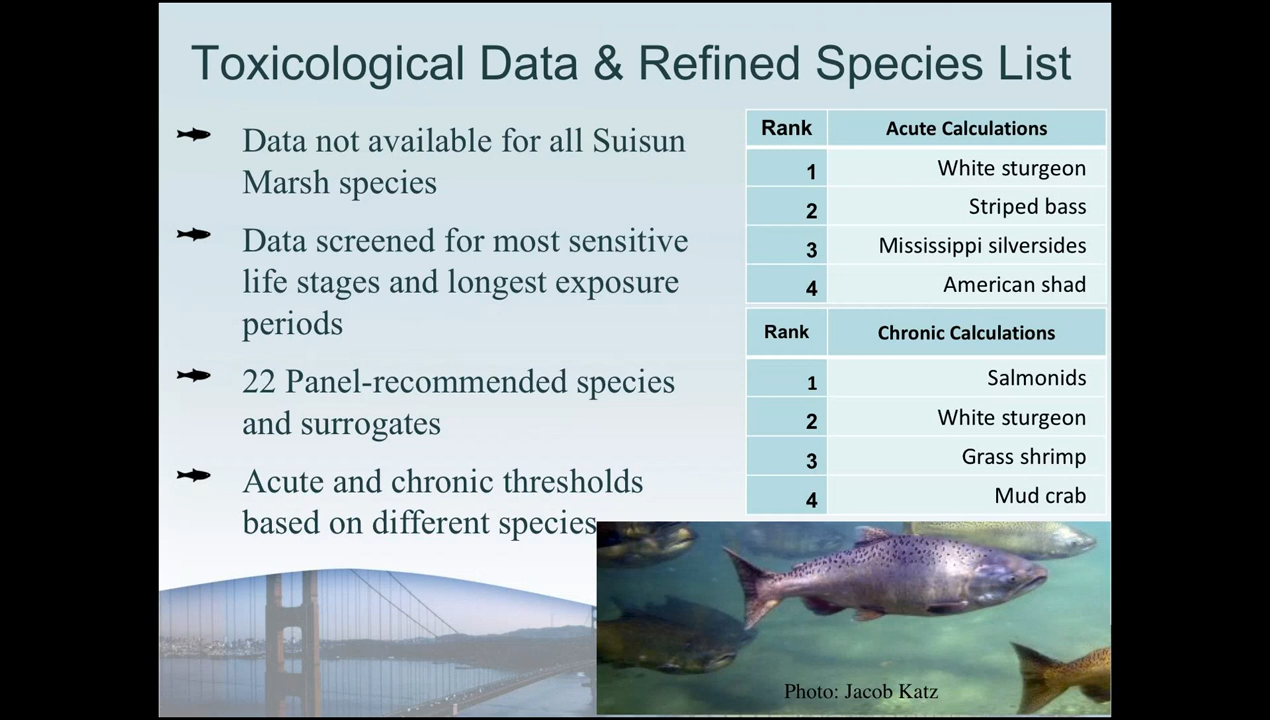 Toxicological Data & Refined Species List
Data not available for all Suisun
Marsh species
Data screened for most sensitive
life stages and longest exposure
periods
22 Panel-recommended species
and surrogates
Acute and chronic thresholds
based on different species
Rank Acute Calculations
1 White sturgeon
2 Striped bass
3 Mississippi silversides
4 American shad
Rank Chronic Calculations
1 Salmonids
2 White sturgeon
3 Grass shrimp
4 Mud crab
Photo: Jacob Katz